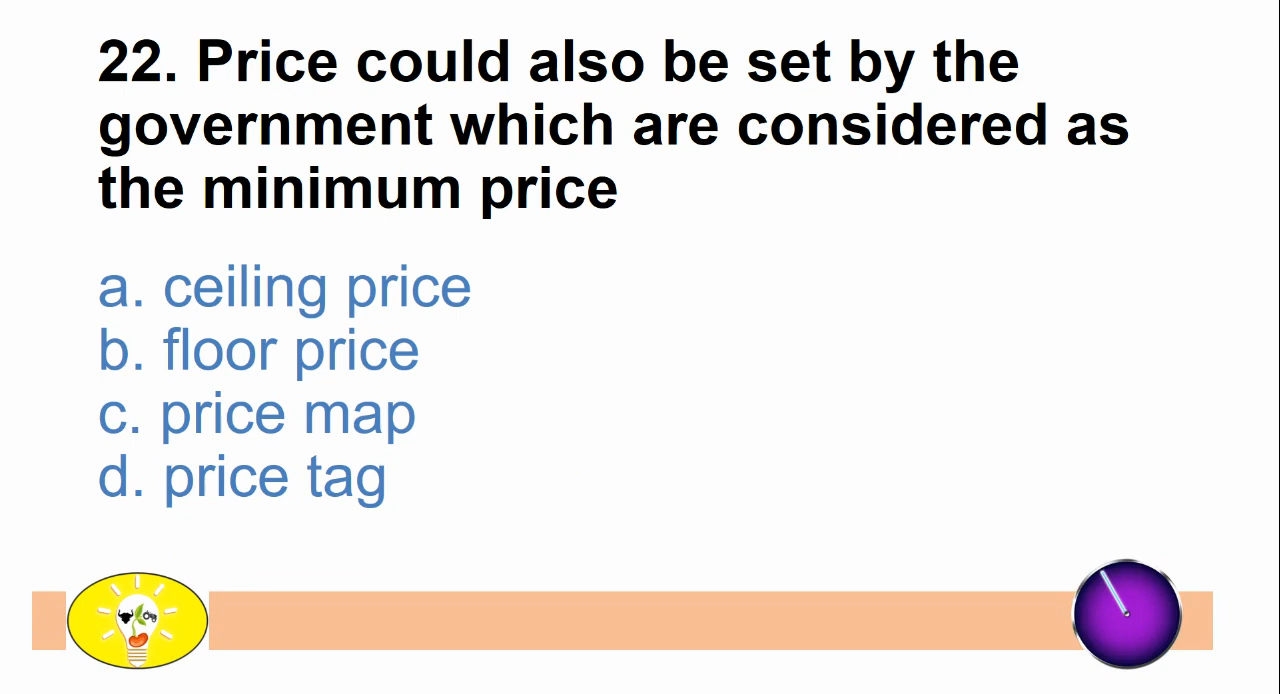 22. Price could also be set by the
government which are considered as
the minimum price
a. ceiling price
b. floor price
c. price map
d. price tag